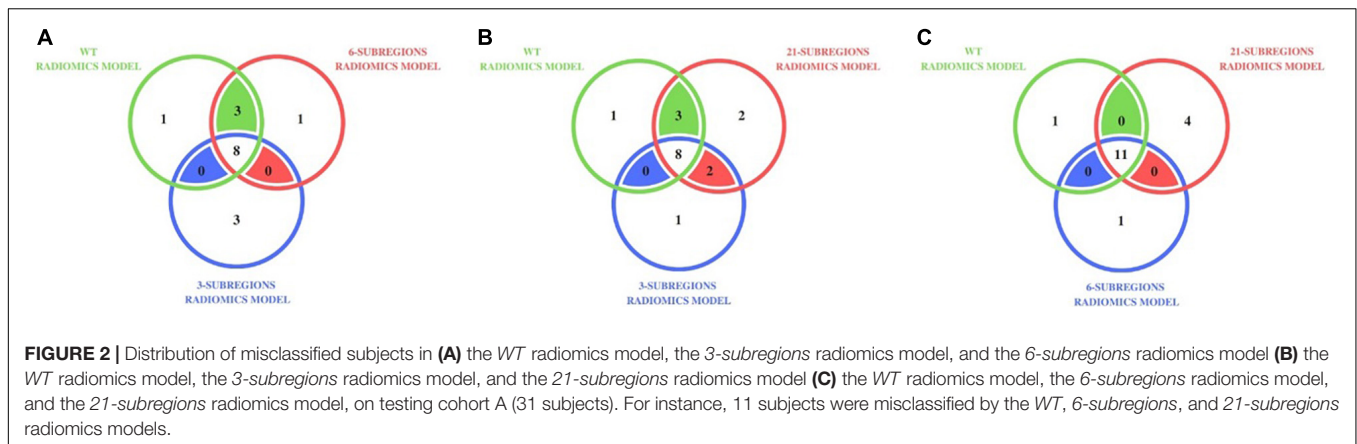 A
WT
RADIOMICS MODEL
6-SUBREGIONS
RADIOMICS MODEL
1
3
1
8
0
0
3
3-SUBREGIONS
RADIOMICS MODEL
B
WT
RADIOMICS MODEL
21-SUBREGIONS
RADIOMICS MODEL
1
3
2
8
0
2
1
3-SUBREGIONS
RADIOMICS MODEL
C
WT
RADIOMICS MODEL
21-SUBREGIONS
RADIOMICS MODEL
1
0
4
11
0
0
1
6-SUBREGIONS
RADIOMICS MODEL
FIGURE 2 | Distribution of misclassified subjects in (A) the WT radiomics model, the 3-subregions radiomics model, and the 6-subregions radiomics model (B) the
WT radiomics model, the 3-subregions radiomics model, and the 21-subregions radiomics model (C) the WT radiomics model, the 6-subregions radiomics model,
and the 21-subregions radiomics model, on testing cohort A (31 subjects). For instance, 11 subjects were misclassified by the WT, 6-subregions, and 21-subregions
radiomics models.